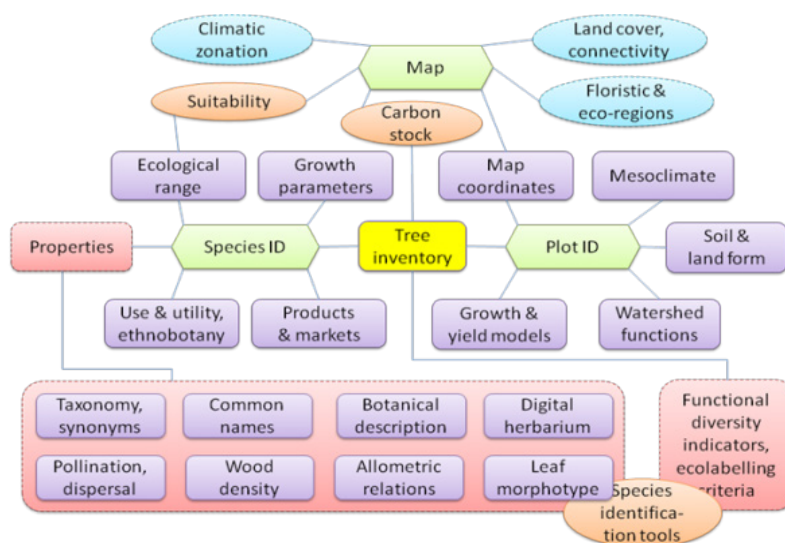 Climatic
zonation
Map
Land cover,
connectivity
Suitability
Carbon
stock
Floristic &
eco-regions
Ecological
range
Growth
parameters
Map
coordinates
Mesoclimate
Properties
Species ID
Tree
inventory
Plot ID
Soil &
land form
Use & utility,
ethnobotany
Products
& markets
Growth &
yield models
Watershed
functions
Taxonomy,
synonyms
Common
names
Botanical
description
Digital
herbarium
Pollination,
dispersal
Wood
density
Allometric
relations
Leaf
morphotype
Functional
diversity
indicators,
ecolabelling
criteria
Species
identifica-
tion tools